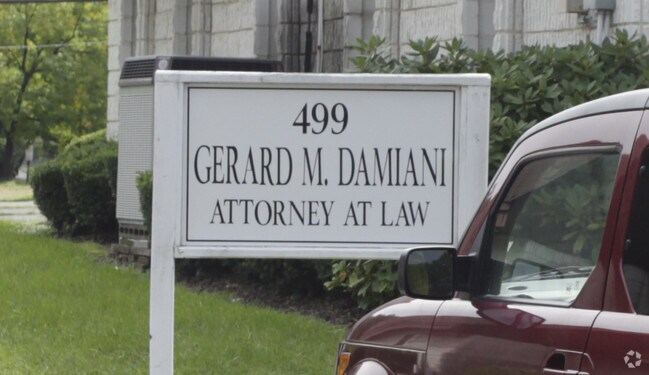 499
GERARD M. DAMIANI
ATTORNEY AT LAW